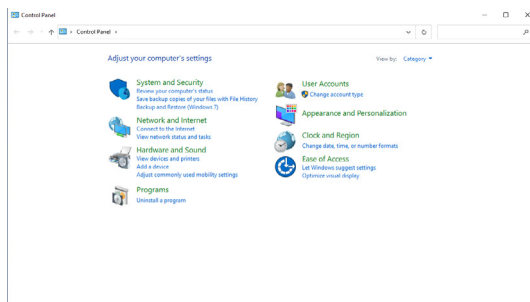 Control Panel
Control Panel
Adjust your computer's settings
View by: Category
System and Security
Review your computer's status
Save backup copies of your files with File History
Backup and Restore (Windows 7)
Network and Internet
Connect to the Internet
View network status and tasks
Hardware and Sound
View devices and printers
Add a device
Adjust commonly used mobility settings
Programs
Uninstall a program
User Accounts
Change account type
Appearance and Personalization
Clock and Region
Change date, time, or number formats
Ease of Access
Let Windows suggest settings
Optimize visual display